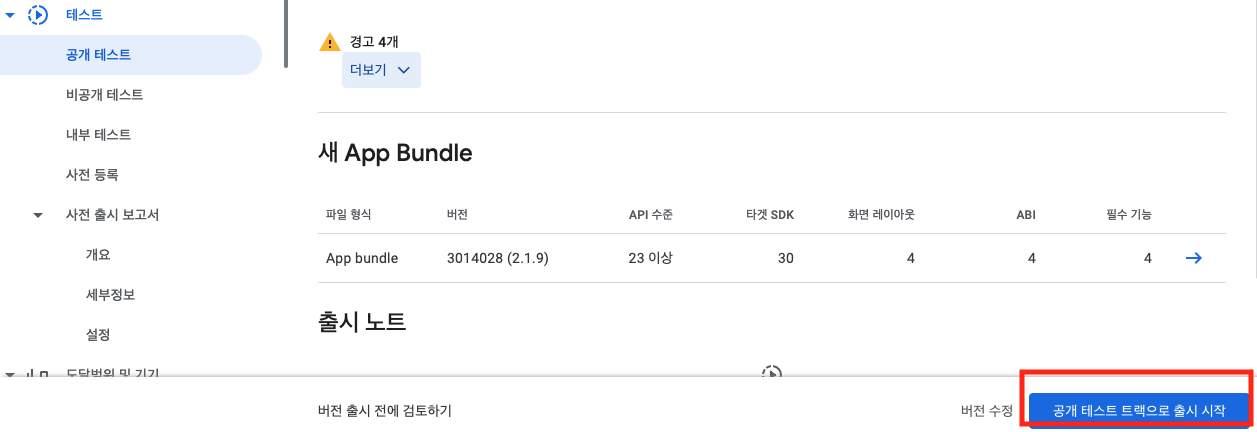 테스트
공개 테스트
비공개 테스트
내부 테스트
사전 등록
사전 출시 보고서
개요
세부정보
설정
도달범위 및 기기
경고 4개
더보기
새 App Bundle
파일 형식 버전 API 수준 타겟 SDK 화면 레이아웃 ABI 필수 기능
App bundle 3014028 (2.1.9) 23 이상 30 4 4 4
출시 노트
버전 출시 전에 검토하기 버전 수정 공개 테스트 트랙으로 출시 시작